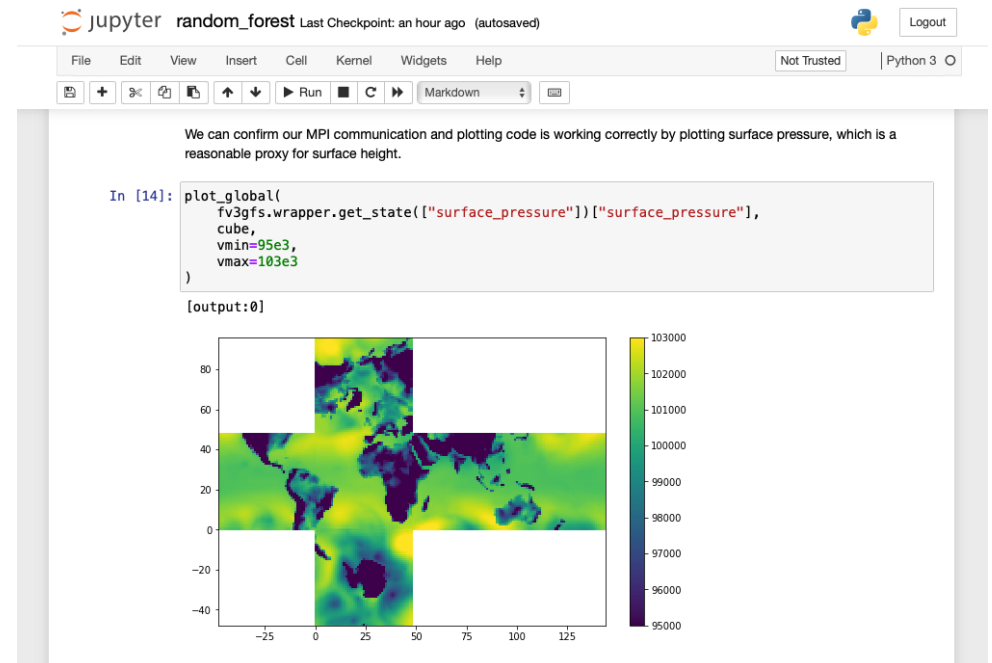 jupyter random_forest Last Checkpoint: an hour ago (autosaved)
Logout
File Edit View Insert Cell Kernel Widgets Help
Not Trusted
Python 3
Run
Markdown
We can confirm our MPI communication and plotting code is working correctly by plotting surface pressure, which is a
reasonable proxy for surface height.
In [14]: plot_global(
fv3gfs.wrapper.get_state(["surface_pressure"])["surface_pressure"],
cube,
vmin=95e3,
vmax=103e3
)
[output:0]
80
60
40
20
0
−20
−40
−25 0 25 50 75 100 125
103000
102000
101000
100000
99000
98000
97000
96000
95000